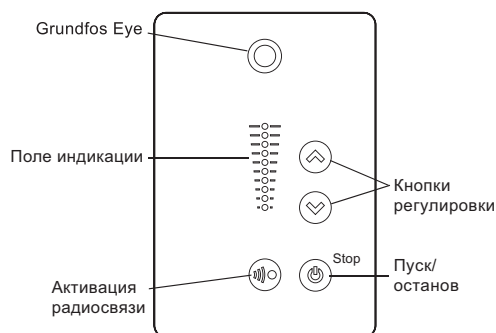 Grundfos Eye
Поле индикации
Кнопки
регулировки
Stop
Пуск/
останов
Активация
радиосвязи